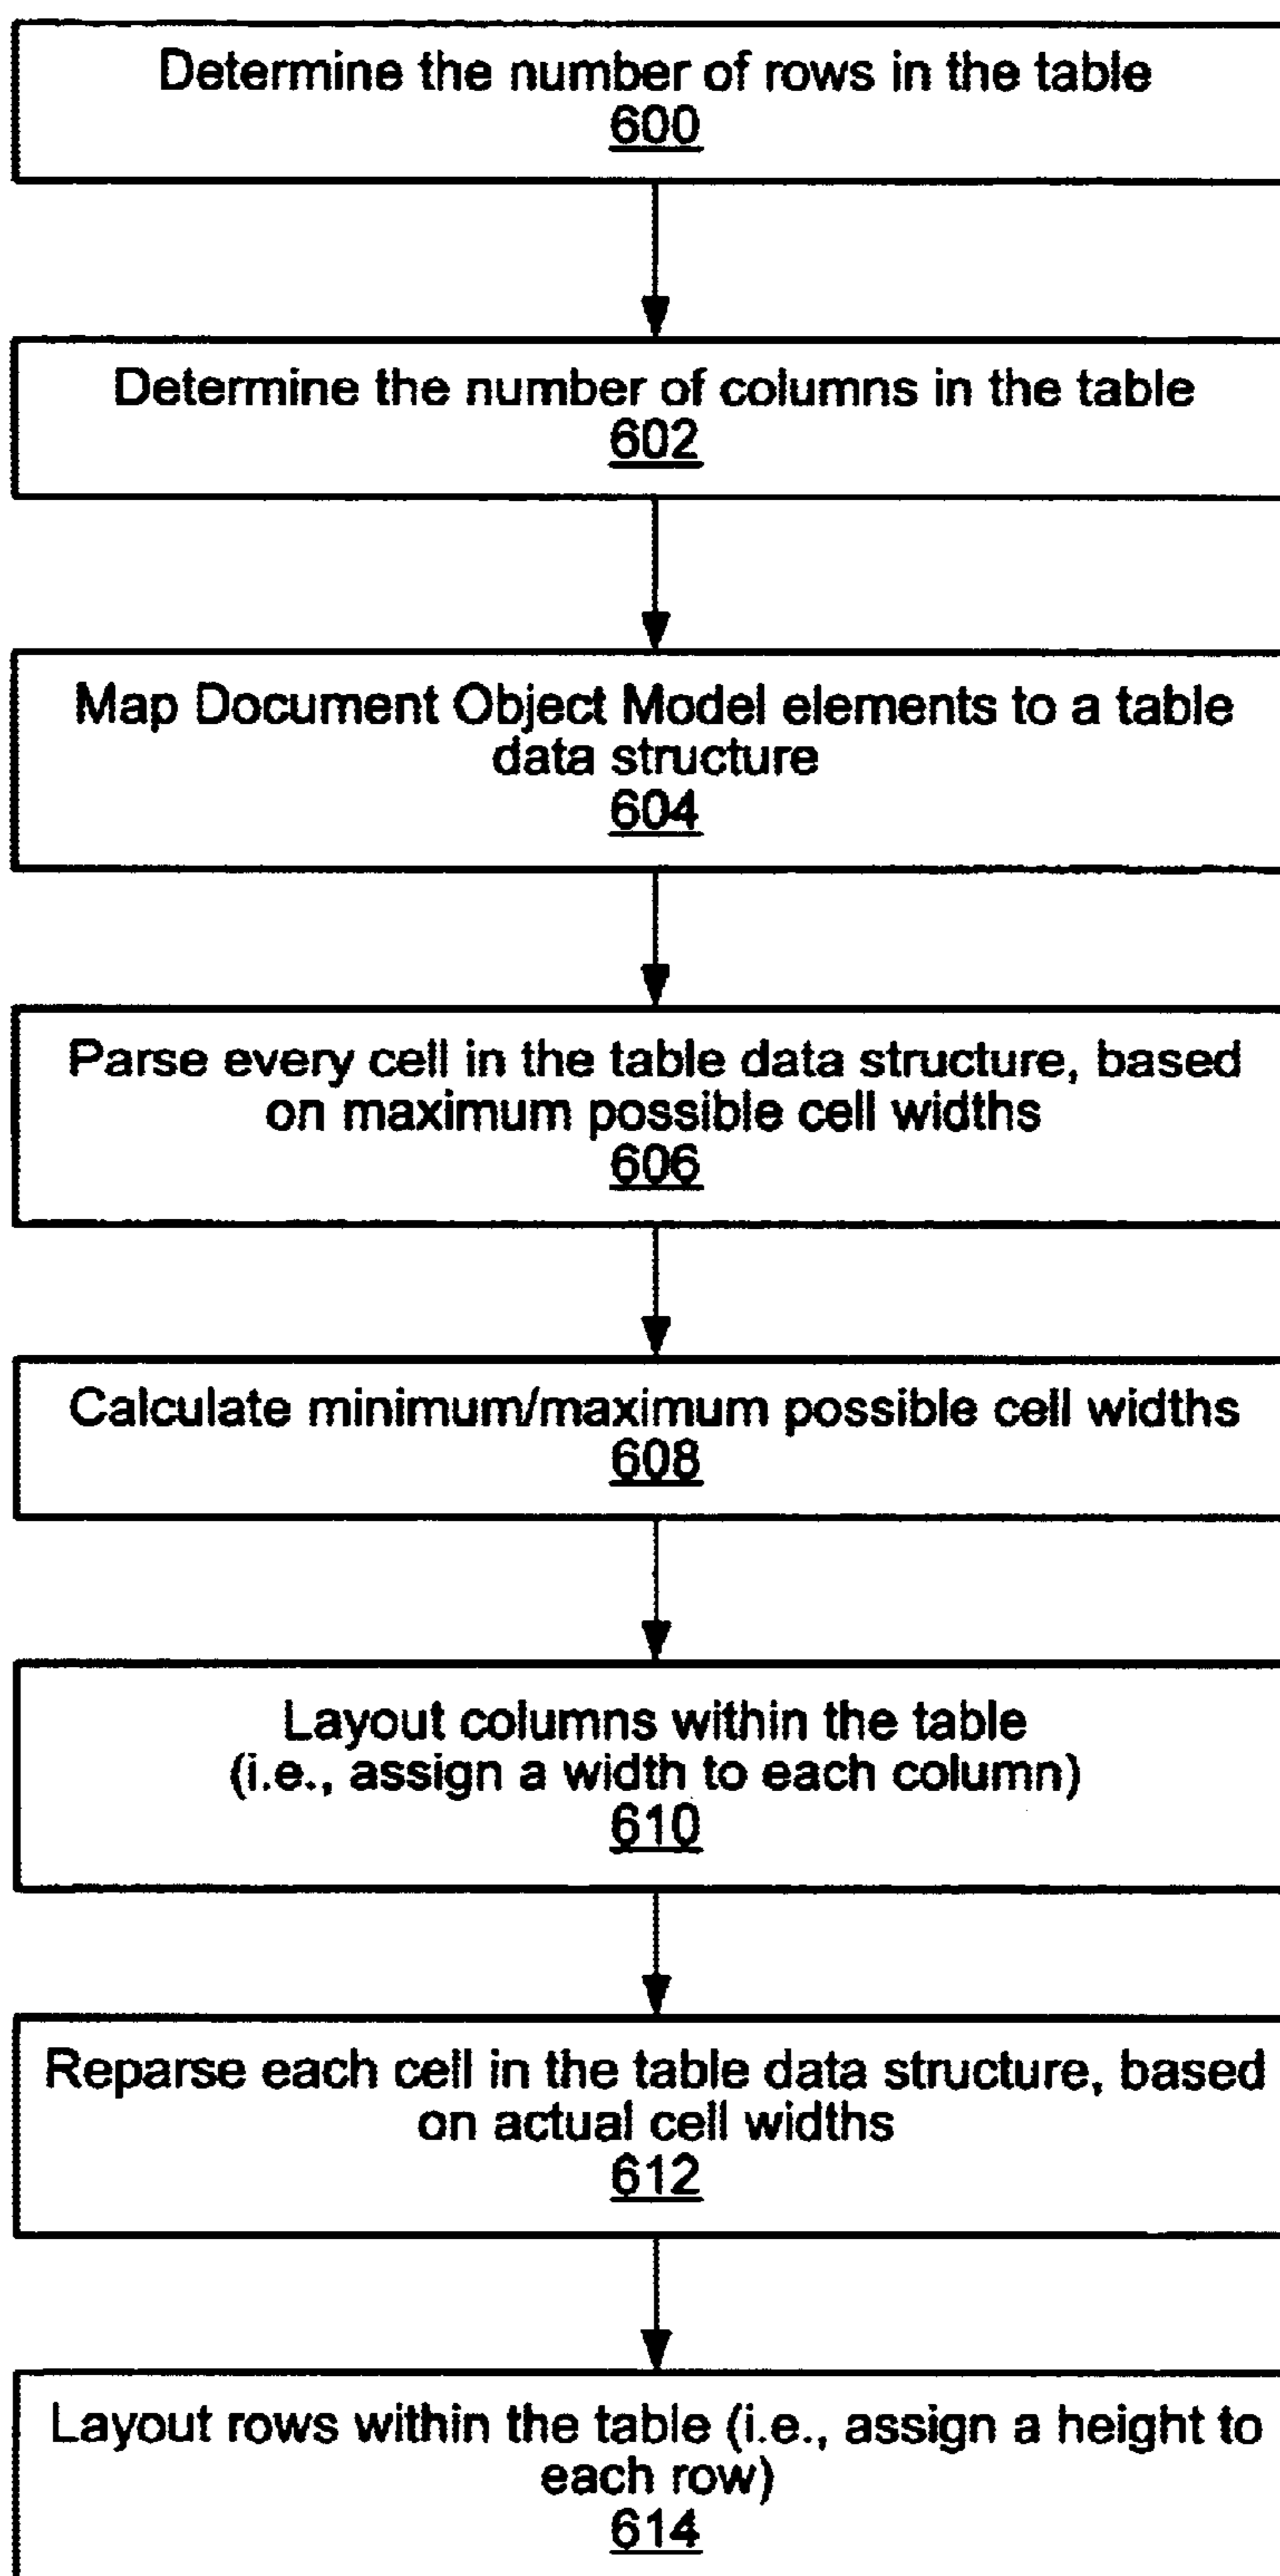 Determine the number of rows in the table
600
Determine the number of columns in the table
602
Map Document Object Model elements to a table
data structure
604
Parse every cell in the table data structure, based
on maximum possible cell widths
606
Calculate minimum/maximum possible cell widths
608
Layout columns within the table
(i.e., assign a width to each column)
610
Reparse each cell in the table data structure, based
on actual cell widths
612
Layout rows within the table (i.e., assign a height to
each row)
614